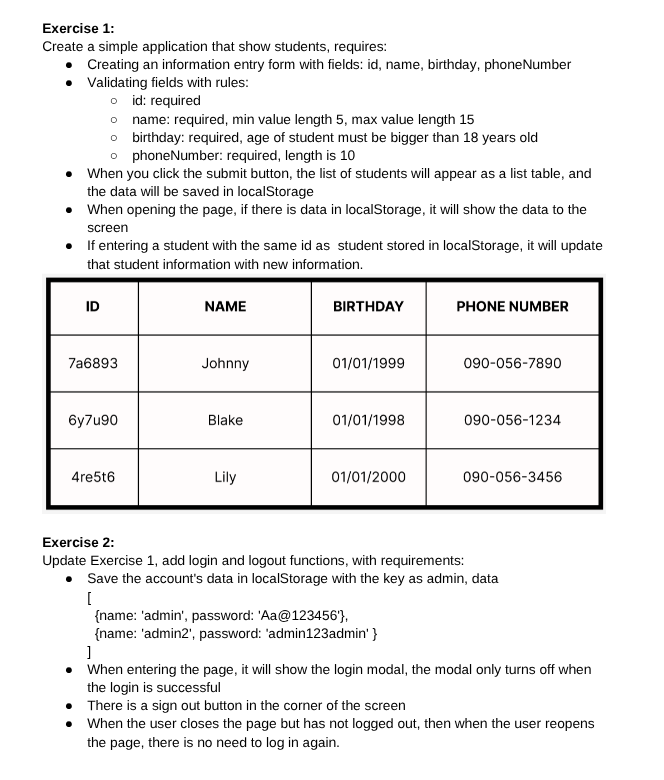 Exercise 1:
Create a simple application that show students, requires:
● Creating an information entry form with fields: id, name, birthday, phoneNumber
● Validating fields with rules:
○ id: required
○ name: required, min value length 5, max value length 15
○ birthday: required, age of student must be bigger than 18 years old
○ phoneNumber: required, length is 10
● When you click the submit button, the list of students will appear as a list table, and
the data will be saved in localStorage
● When opening the page, if there is data in localStorage, it will show the data to the
screen
● If entering a student with the same id as  student stored in localStorage, it will update
that student information with new information.
ID NAME BIRTHDAY PHONE NUMBER
7a6893 Johnny 01/01/1999 090-056-7890
6y7u90 Blake 01/01/1998 090-056-1234
4re5t6 Lily 01/01/2000 090-056-3456
Exercise 2:
Update Exercise 1, add login and logout functions, with requirements:
● Save the account's data in localStorage with the key as admin, data
[
{name: 'admin', password: 'Aa@123456'},
{name: 'admin2', password: 'admin123admin' }
]
● When entering the page, it will show the login modal, the modal only turns off when
the login is successful
● There is a sign out button in the corner of the screen
● When the user closes the page but has not logged out, then when the user reopens
the page, there is no need to log in again.